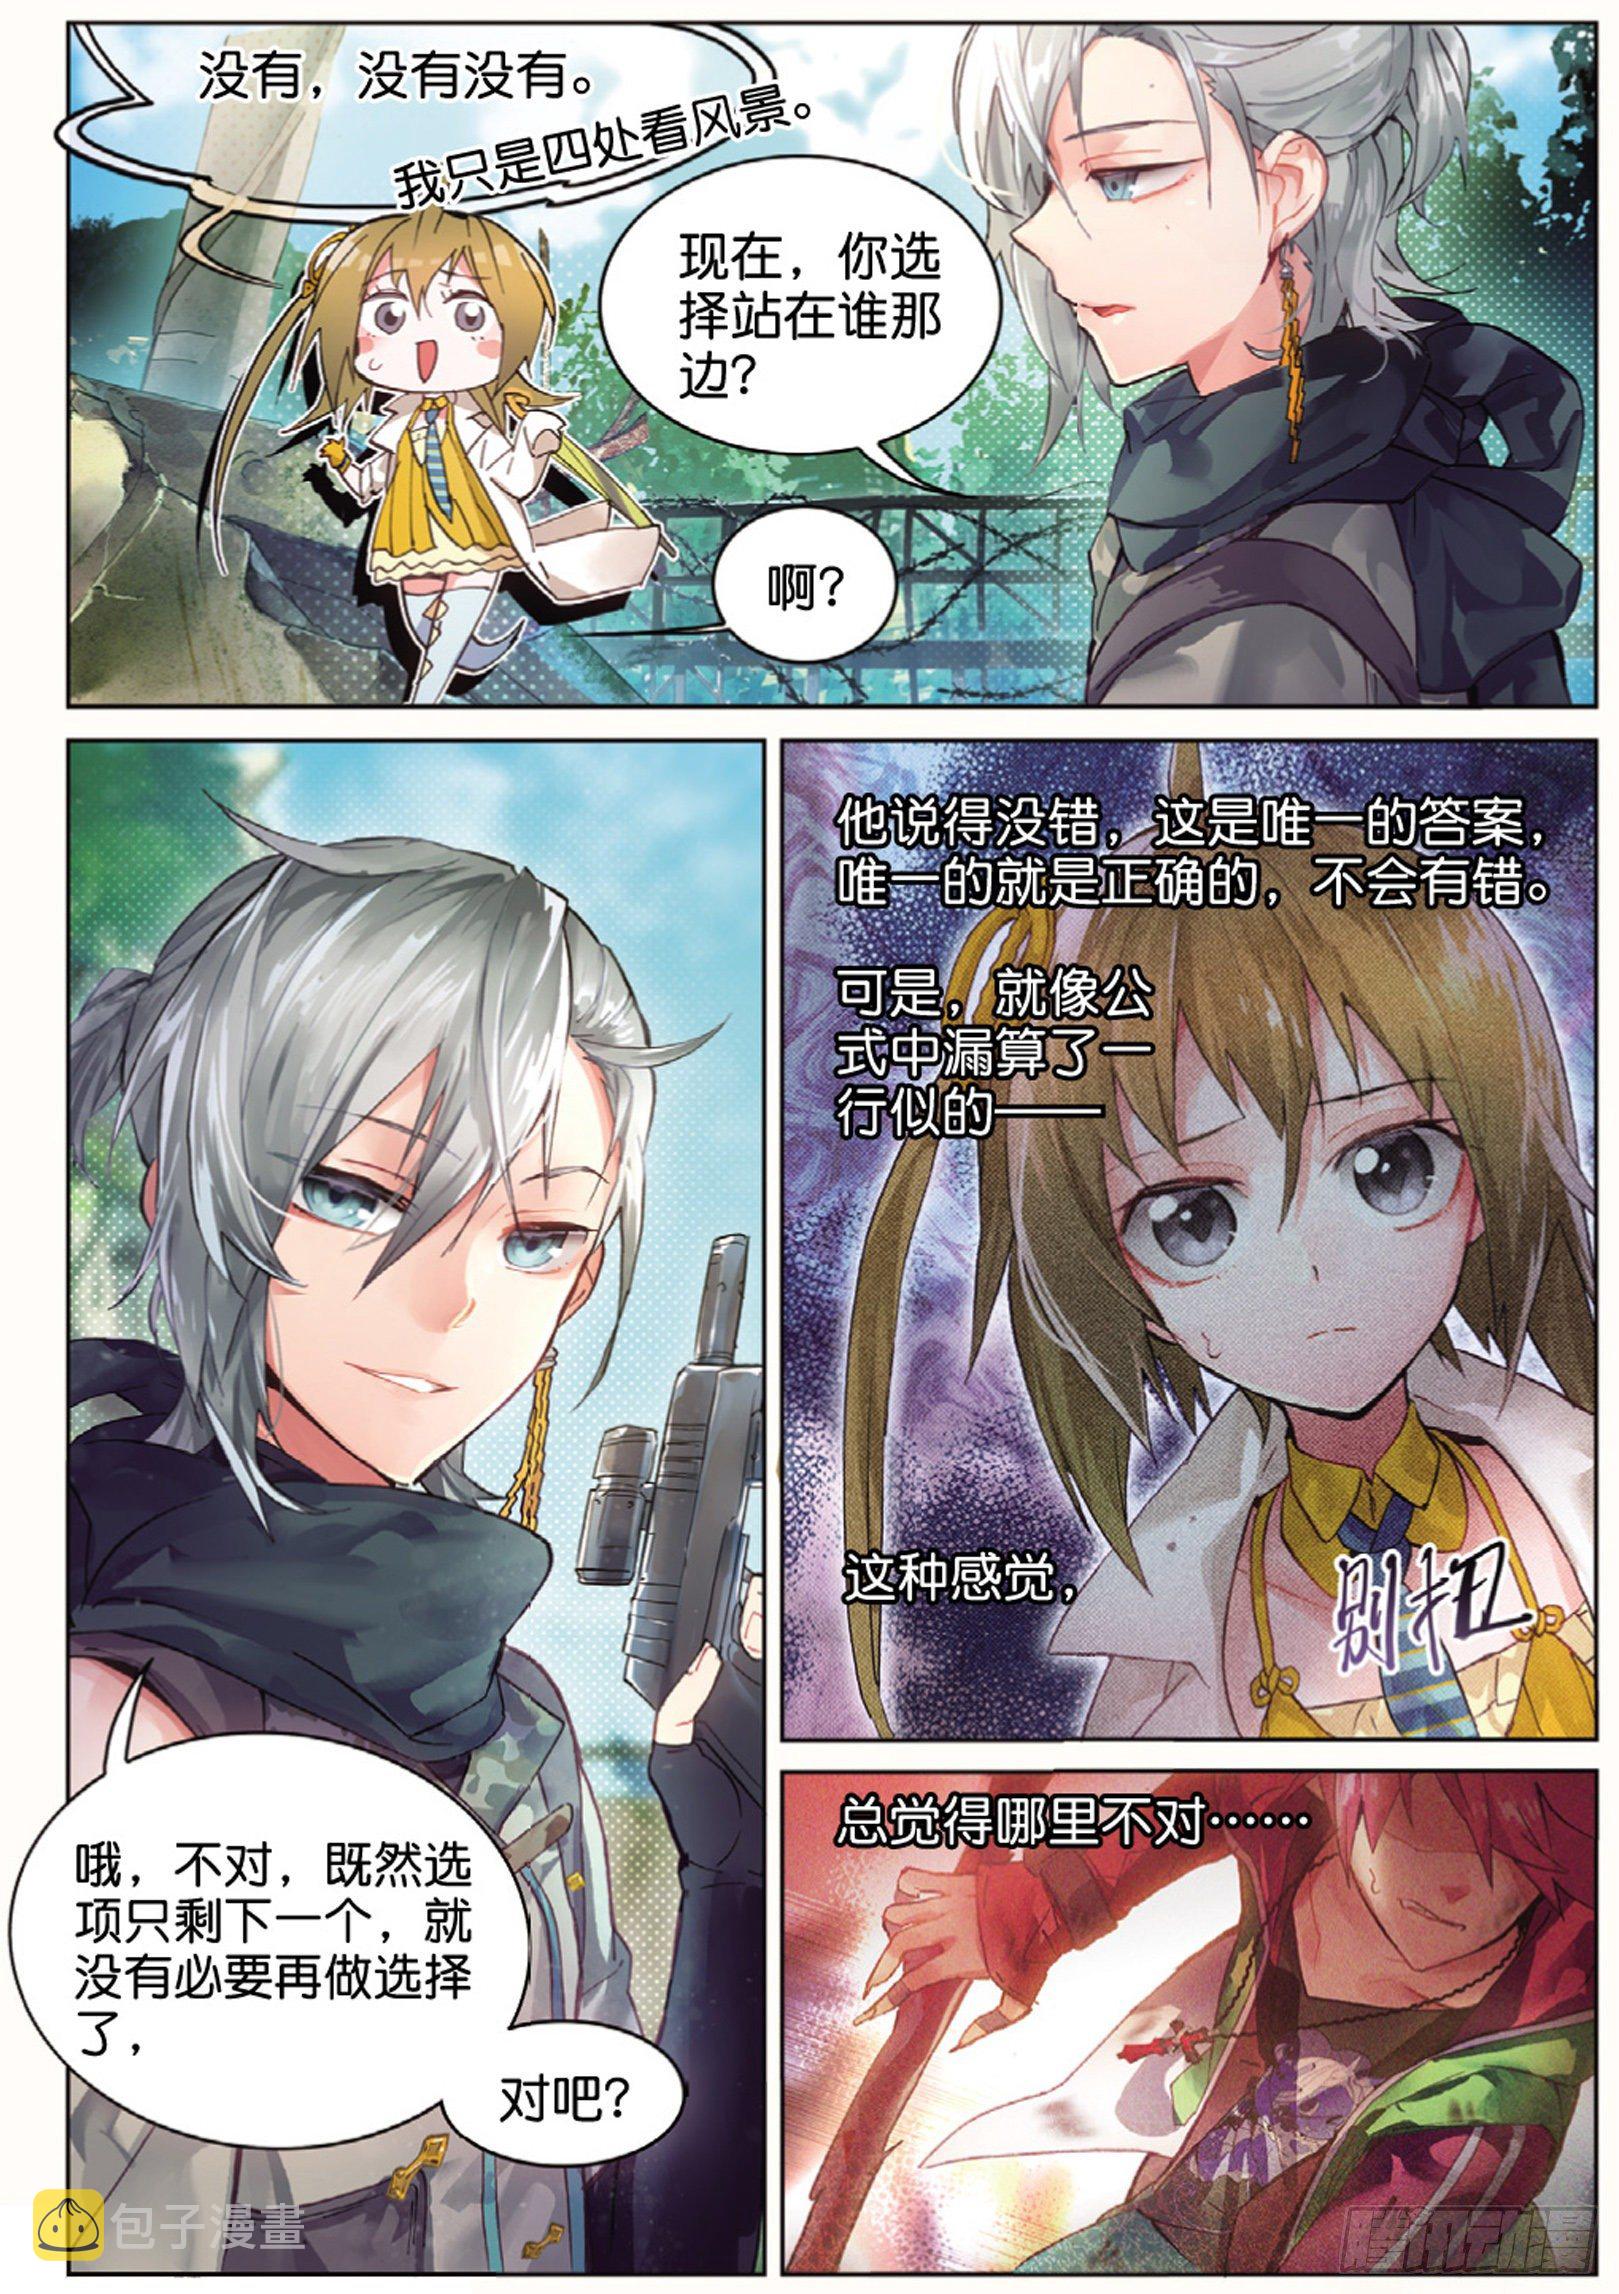 没有，没有没有。
我只是四处看风景。
现在，你选
择站在谁那
边？
啊？
哦，不对，既然选
项只剩下一个，就
没有必要再做选择
了，
对吧？
他说得没错，这是唯一的答案，
唯一的就是正确的，不会有错。
可是，就像公
式中漏算了一
行似的——
这种感觉，
别扭
总觉得哪里不对……
包子漫畫
腾讯动漫